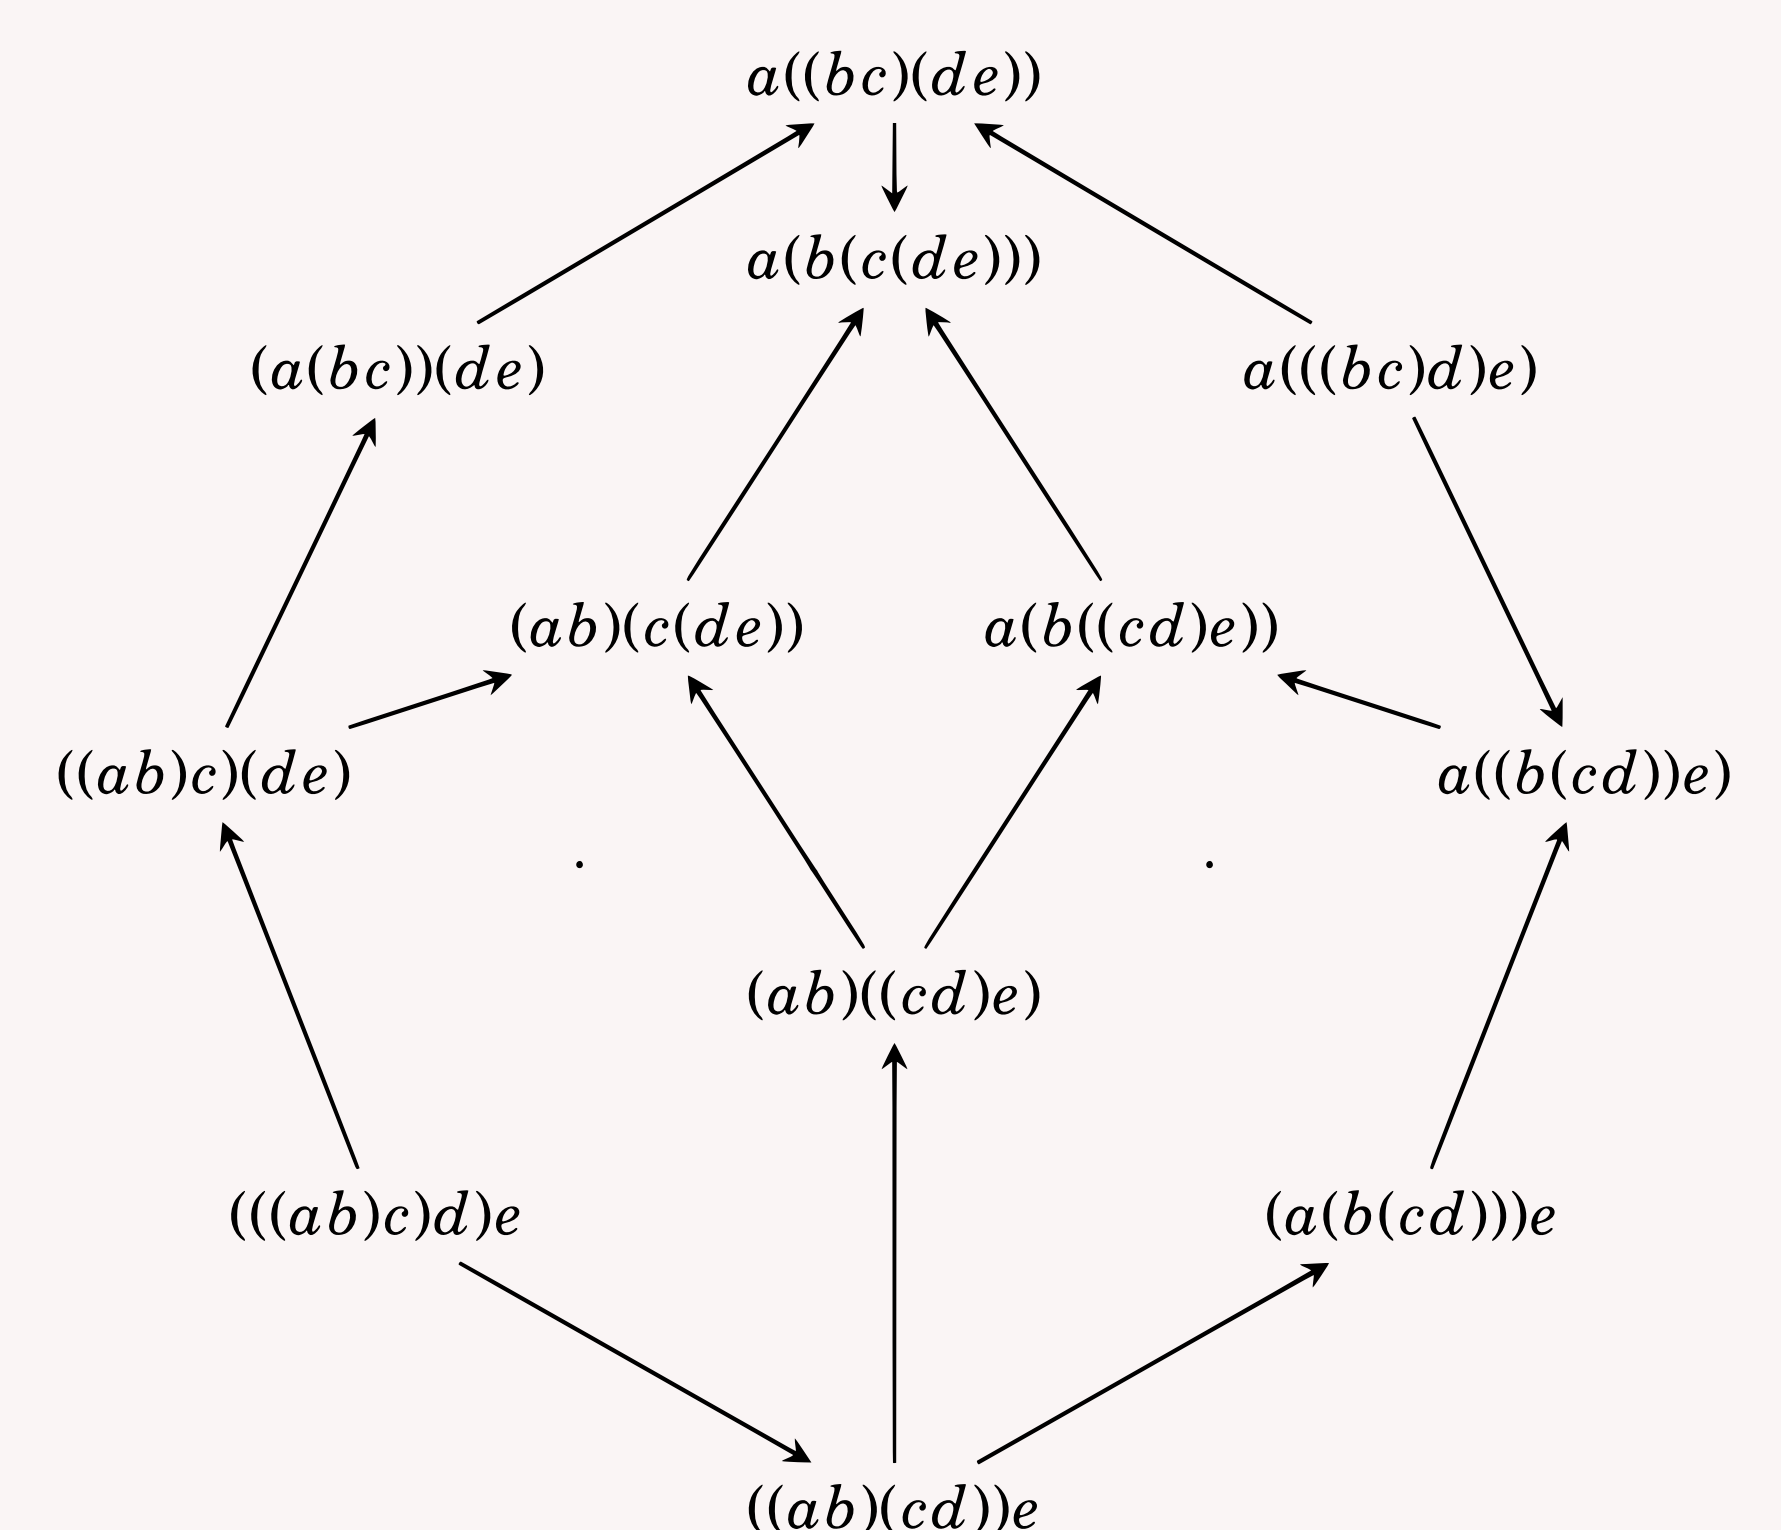 a((bc)(de))
a(b(c(de)))
(a(bc))(de)
a(((bc)d)e)
(ab)(c(de))
a(b((cd)e))
((ab)c)(de)
a((b(cd))e)
.
.
(ab)((cd)e)
(((ab)c)d)e
(a(b(cd)))e
((ab)(cd))e